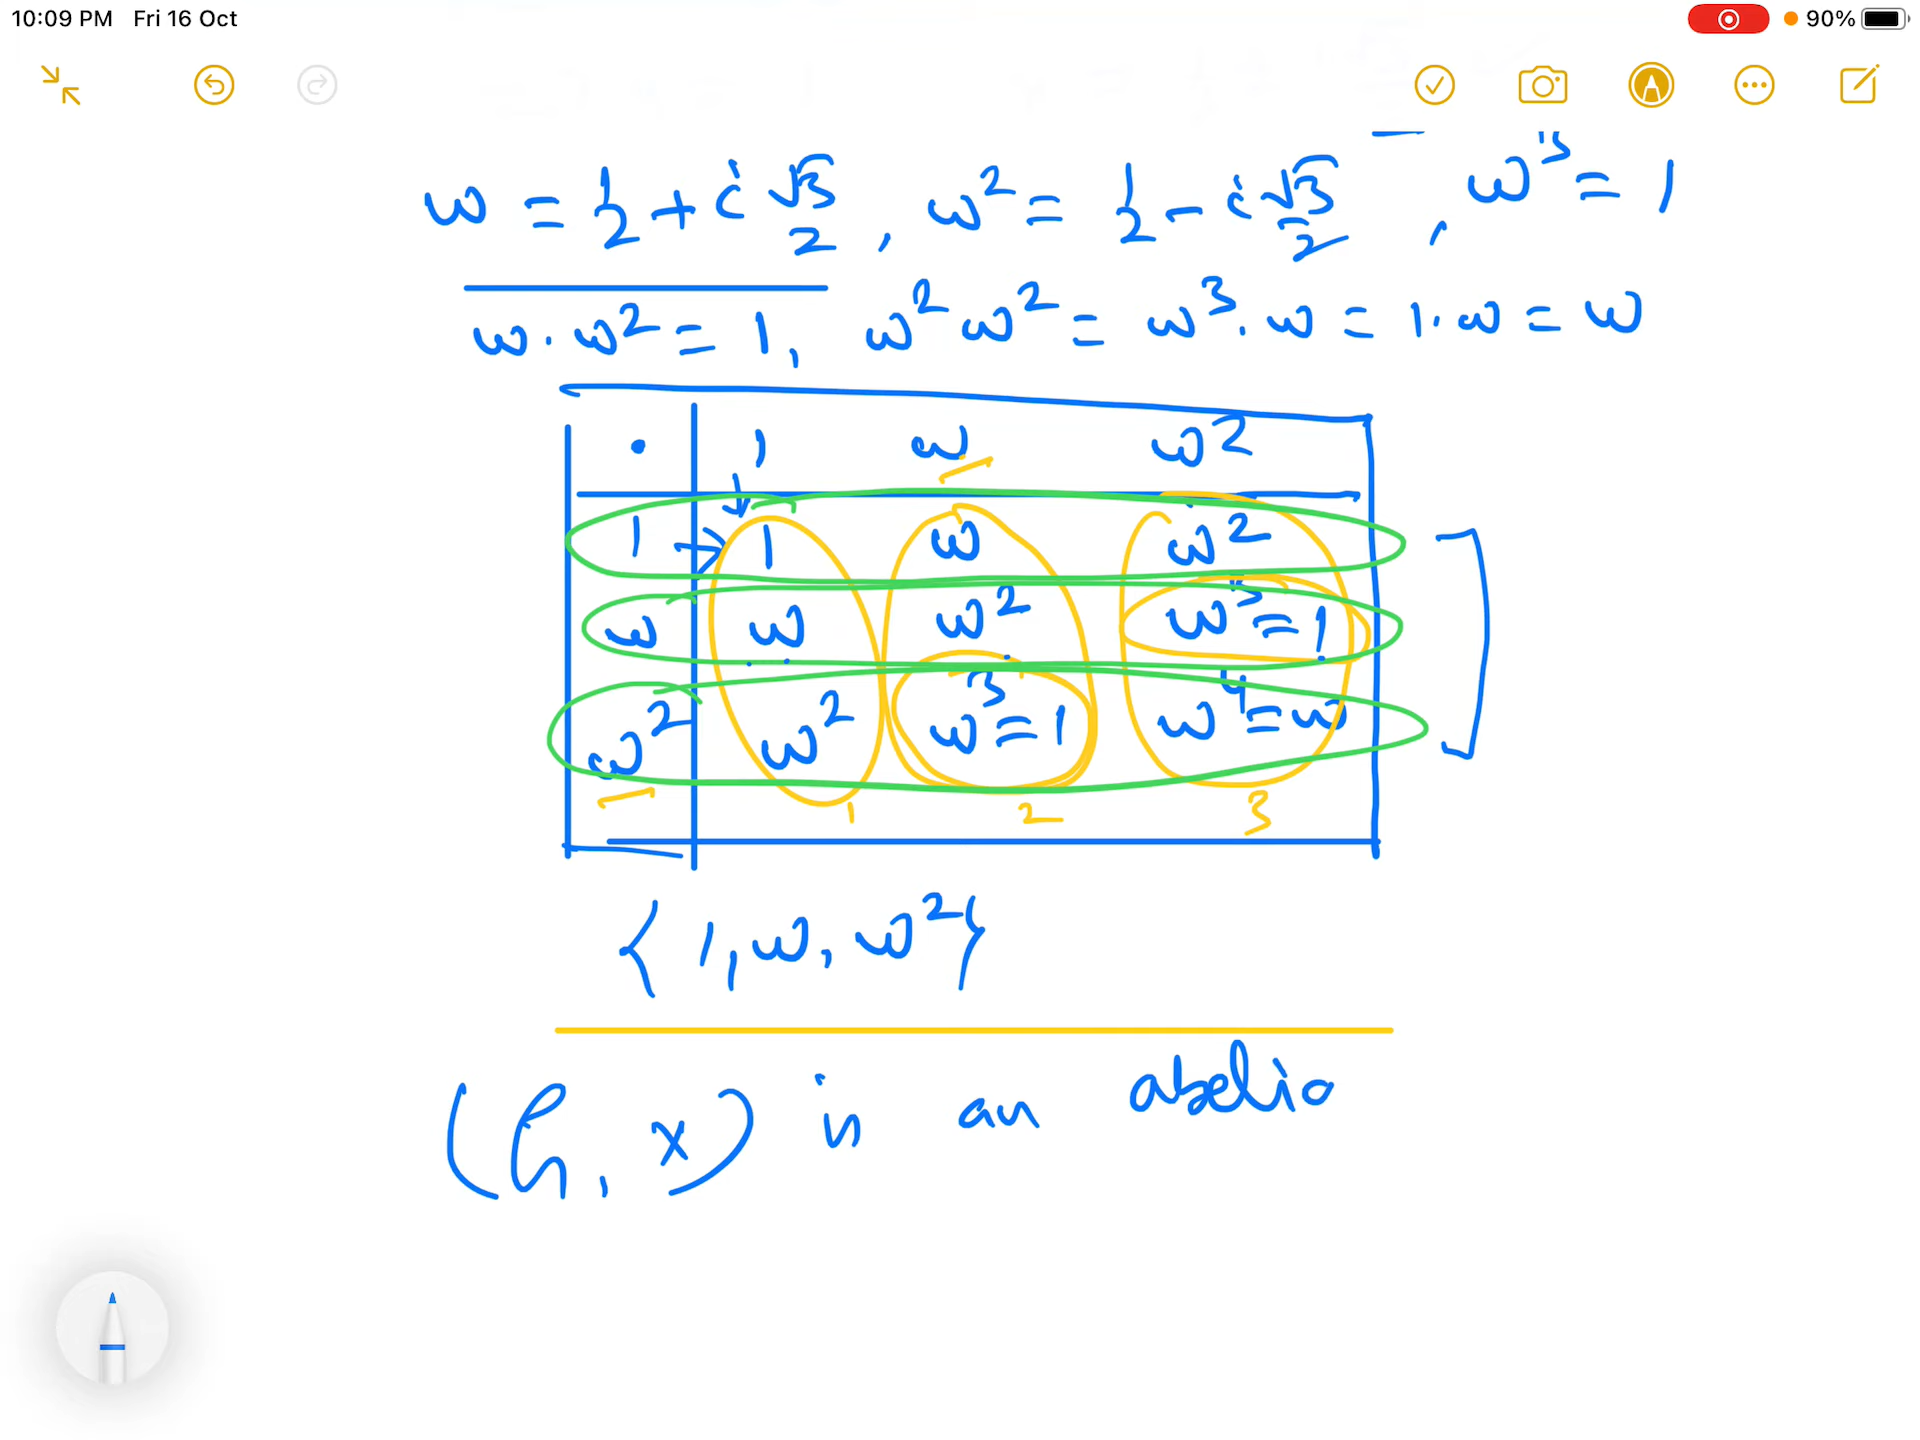 10:09 PM Fri 16 Oct 90%
ω = 1/2 + i √3/2 , ω² = 1/2 - i √3/2 , ω³ = 1
ω · ω² = 1, ω² ω² = ω³ · ω = 1 · ω = ω
· 1 ω ω²
1 1 ω ω²
ω ω ω² ω³ = 1
ω² ω² ω³ = 1 ω⁴ = ω
1 2 3
{ 1, ω, ω² }
(G, x) is an abelia